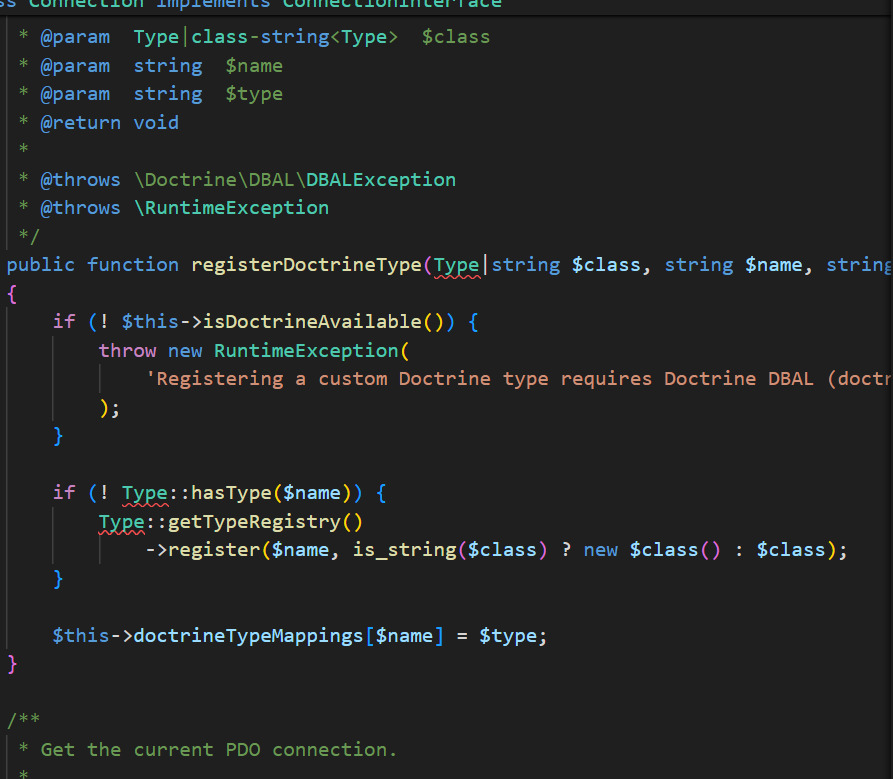 ss Connection implements ConnectionInterface
* @param  Type|class-string<Type>  $class
* @param  string  $name
* @param  string  $type
* @return void
*
* @throws \Doctrine\DBAL\DBALException
* @throws \RuntimeException
*/
public function registerDoctrineType(Type|string $class, string $name, string
{
if (! $this->isDoctrineAvailable()) {
throw new RuntimeException(
'Registering a custom Doctrine type requires Doctrine DBAL (doctr
);
}
if (! Type::hasType($name)) {
Type::getTypeRegistry()
->register($name, is_string($class) ? new $class() : $class);
}
$this->doctrineTypeMappings[$name] = $type;
}
/**
* Get the current PDO connection.
*